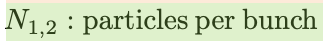 N_{1,2} : particles per bunch